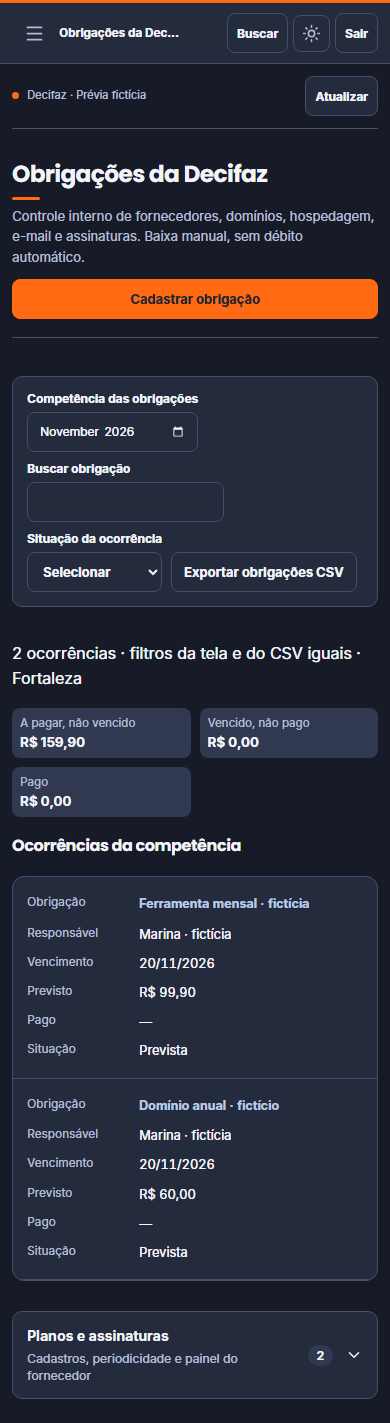 Obrigações da Dec...
Buscar
Sair
Decifaz · Prévia fictícia
Atualizar
Obrigações da Decifaz
Controle interno de fornecedores, domínios, hospedagem,
e-mail e assinaturas. Baixa manual, sem débito
automático.
Cadastrar obrigação
Competência das obrigações
November 2026
Buscar obrigação
Situação da ocorrência
Selecionar
Exportar obrigações CSV
2 ocorrências · filtros da tela e do CSV iguais ·
Fortaleza
A pagar, não vencido
R$ 159,90
Vencido, não pago
R$ 0,00
Pago
R$ 0,00
Ocorrências da competência
Obrigação Ferramenta mensal · fictícia
Responsável Marina · fictícia
Vencimento 20/11/2026
Previsto R$ 99,90
Pago —
Situação Prevista
Obrigação Domínio anual · fictício
Responsável Marina · fictícia
Vencimento 20/11/2026
Previsto R$ 60,00
Pago —
Situação Prevista
Planos e assinaturas
Cadastros, periodicidade e painel do
fornecedor
2